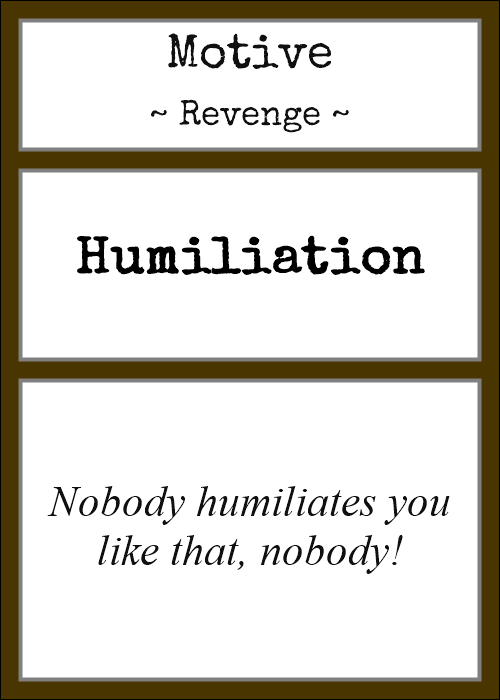 Motive
~ Revenge ~
Humiliation
Nobody humiliates you
like that, nobody!